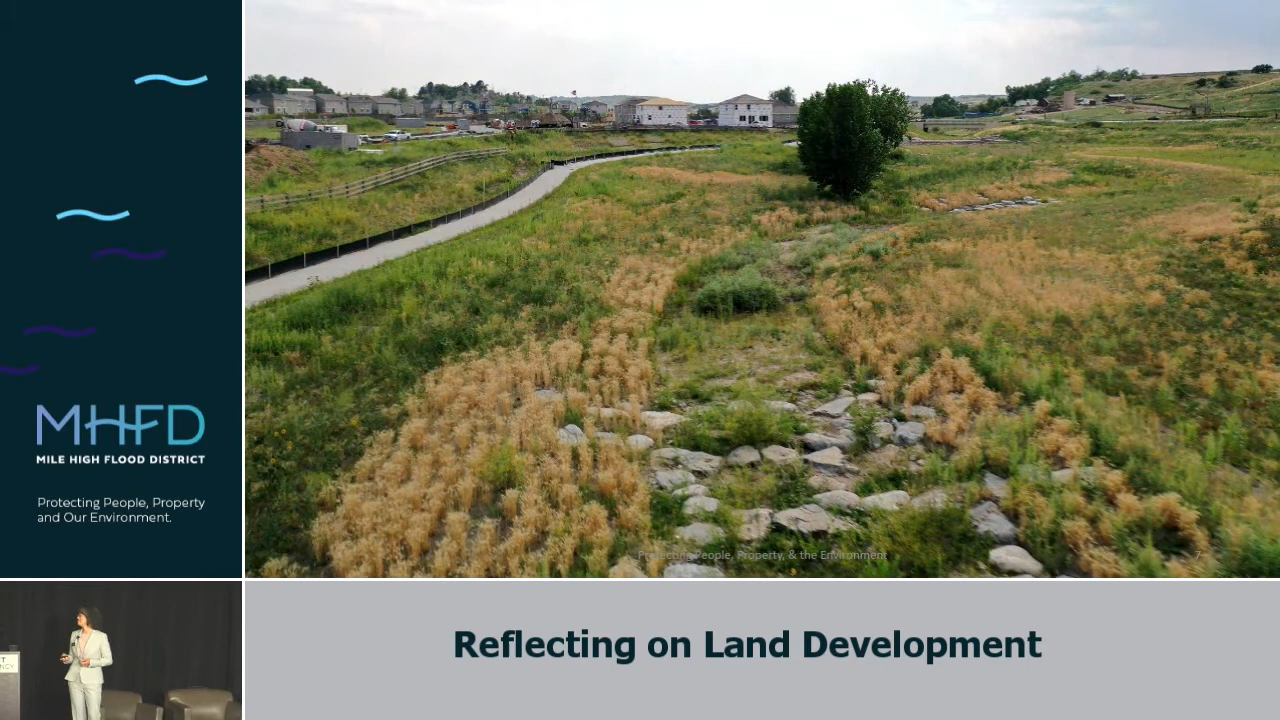 MHFD
MILE HIGH FLOOD DISTRICT
Protecting People, Property
and Our Environment.
Protecting People, Property, & the Environment
7
Reflecting on Land Development